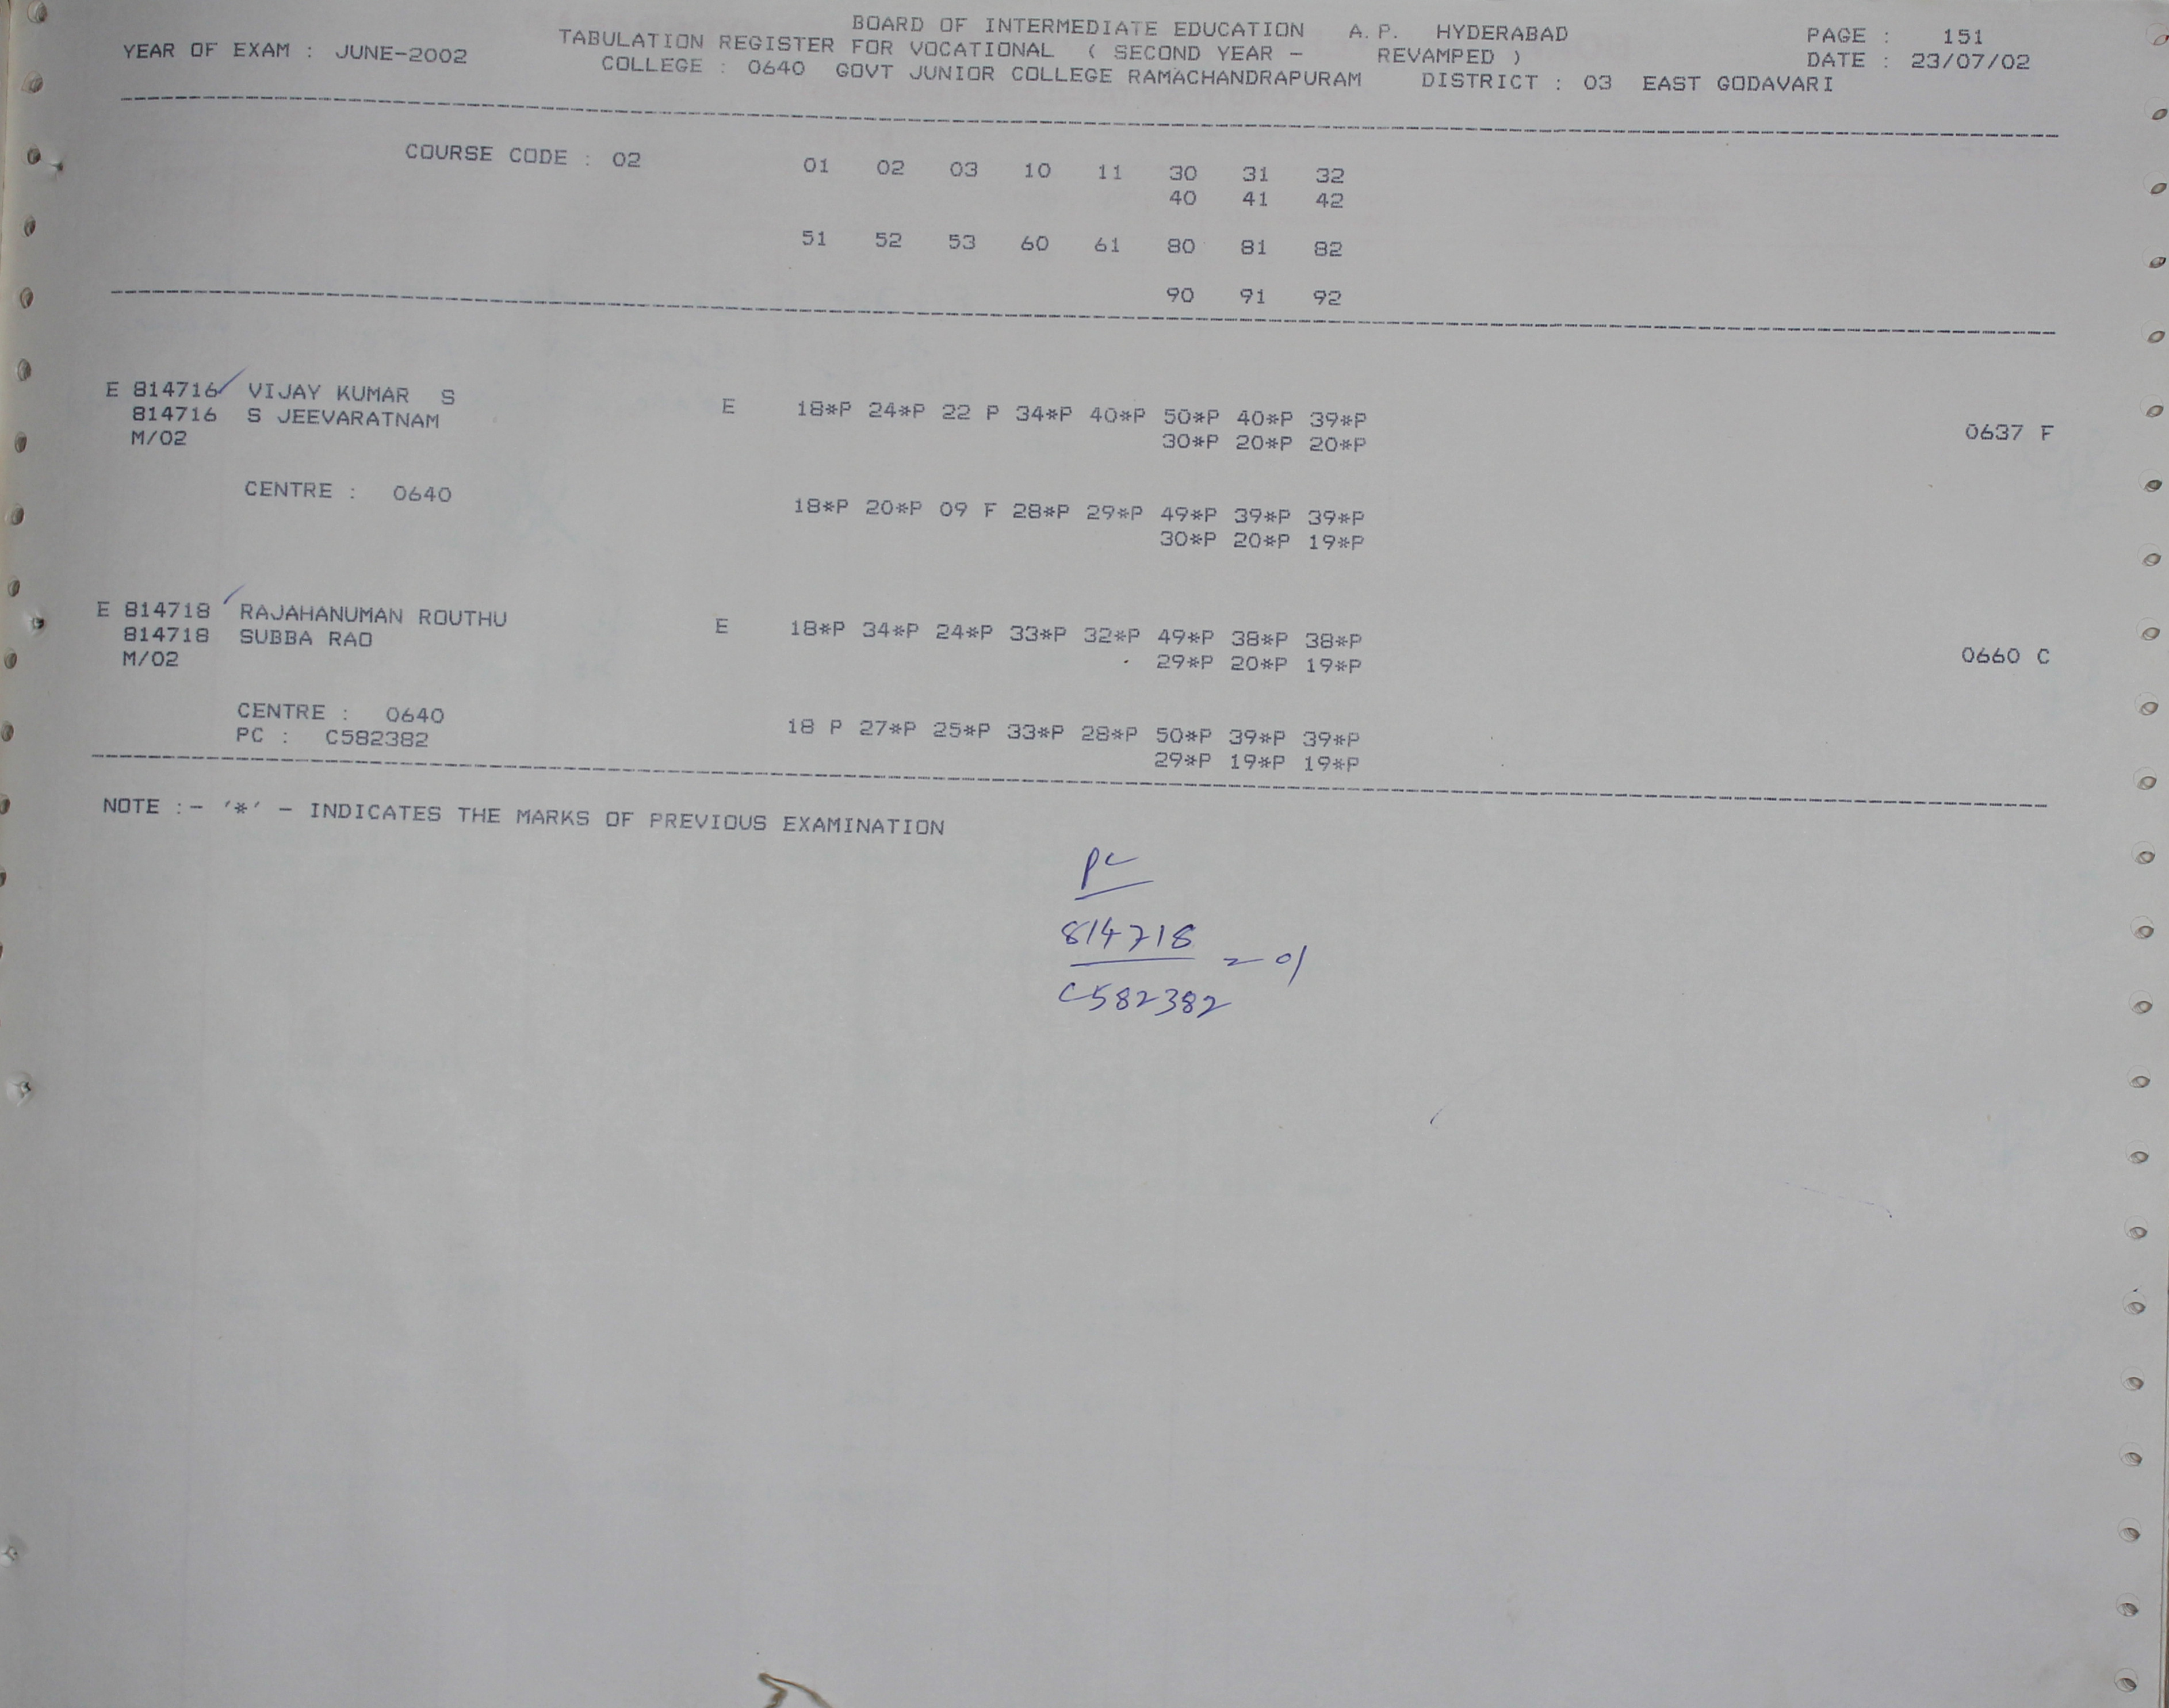 BOARD OF INTERMEDIATE EDUCATION A.P. HYDERABAD
YEAR OF EXAM : JUNE-2002 TABULATION REGISTER FOR VOCATIONAL ( SECOND YEAR - REVAMPED ) PAGE : 151
COLLEGE : 0640 GOVT JUNIOR COLLEGE RAMACHANDRAPURAM DISTRICT : 03 EAST GODAVARI DATE : 23/07/02
COURSE CODE : 02 01 02 03 10 11 30 31 32
40 41 42
51 52 53 60 61 80 81 82
90 91 92
E 814716 VIJAY KUMAR S E 18*P 24*P 22 P 34*P 40*P 50*P 40*P 39*P
814716 S JEEVARATNAM 30*P 20*P 20*P 0637 F
M/02
CENTRE : 0640 18*P 20*P 09 F 28*P 29*P 49*P 39*P 39*P
30*P 20*P 19*P
E 814718 RAJAHANUMAN ROUTHU E 18*P 34*P 24*P 33*P 32*P 49*P 38*P 38*P
814718 SUBBA RAO 29*P 20*P 19*P 0660 C
M/02
CENTRE : 0640 18 P 27*P 25*P 33*P 28*P 50*P 39*P 39*P
PC : C582382 29*P 19*P 19*P
NOTE :- '*' - INDICATES THE MARKS OF PREVIOUS EXAMINATION
PC
814718
= 01
C582382